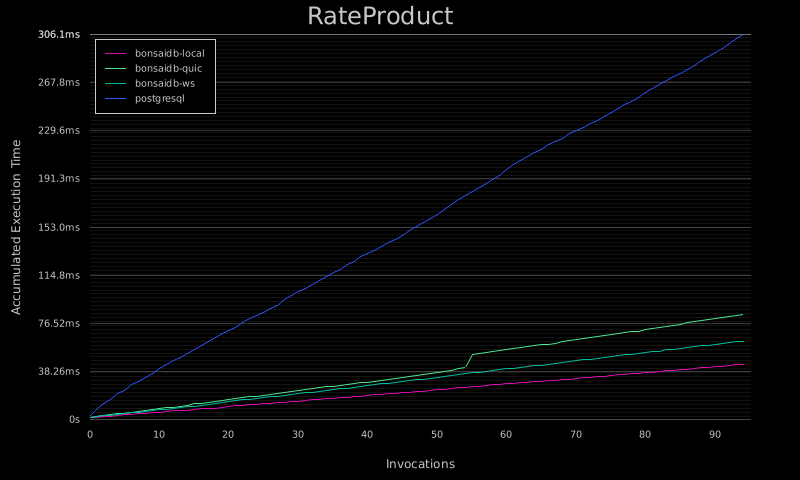 RateProduct
306.1ms
bonsaidb-local
bonsaidb-quic
bonsaidb-ws
postgresql
267.8ms
229.6ms
191.3ms
153.0ms
114.8ms
76.52ms
38.26ms
0s
Accumulated Execution Time
0 10 20 30 40 50 60 70 80 90
Invocations